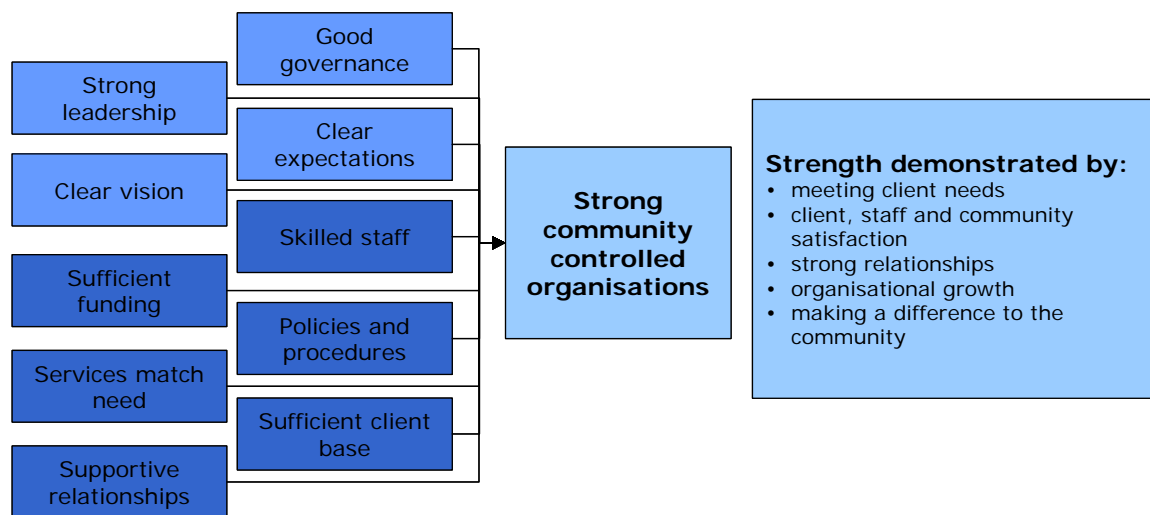 Good
governance
Strong
leadership
Clear
expectations
Clear vision
Skilled staff
Sufficient
funding
Policies and
procedures
Services match
need
Sufficient client
base
Supportive
relationships
Strong
community
controlled
organisations
Strength demonstrated by:
• meeting client needs
• client, staff and community
satisfaction
• strong relationships
• organisational growth
• making a difference to the
community